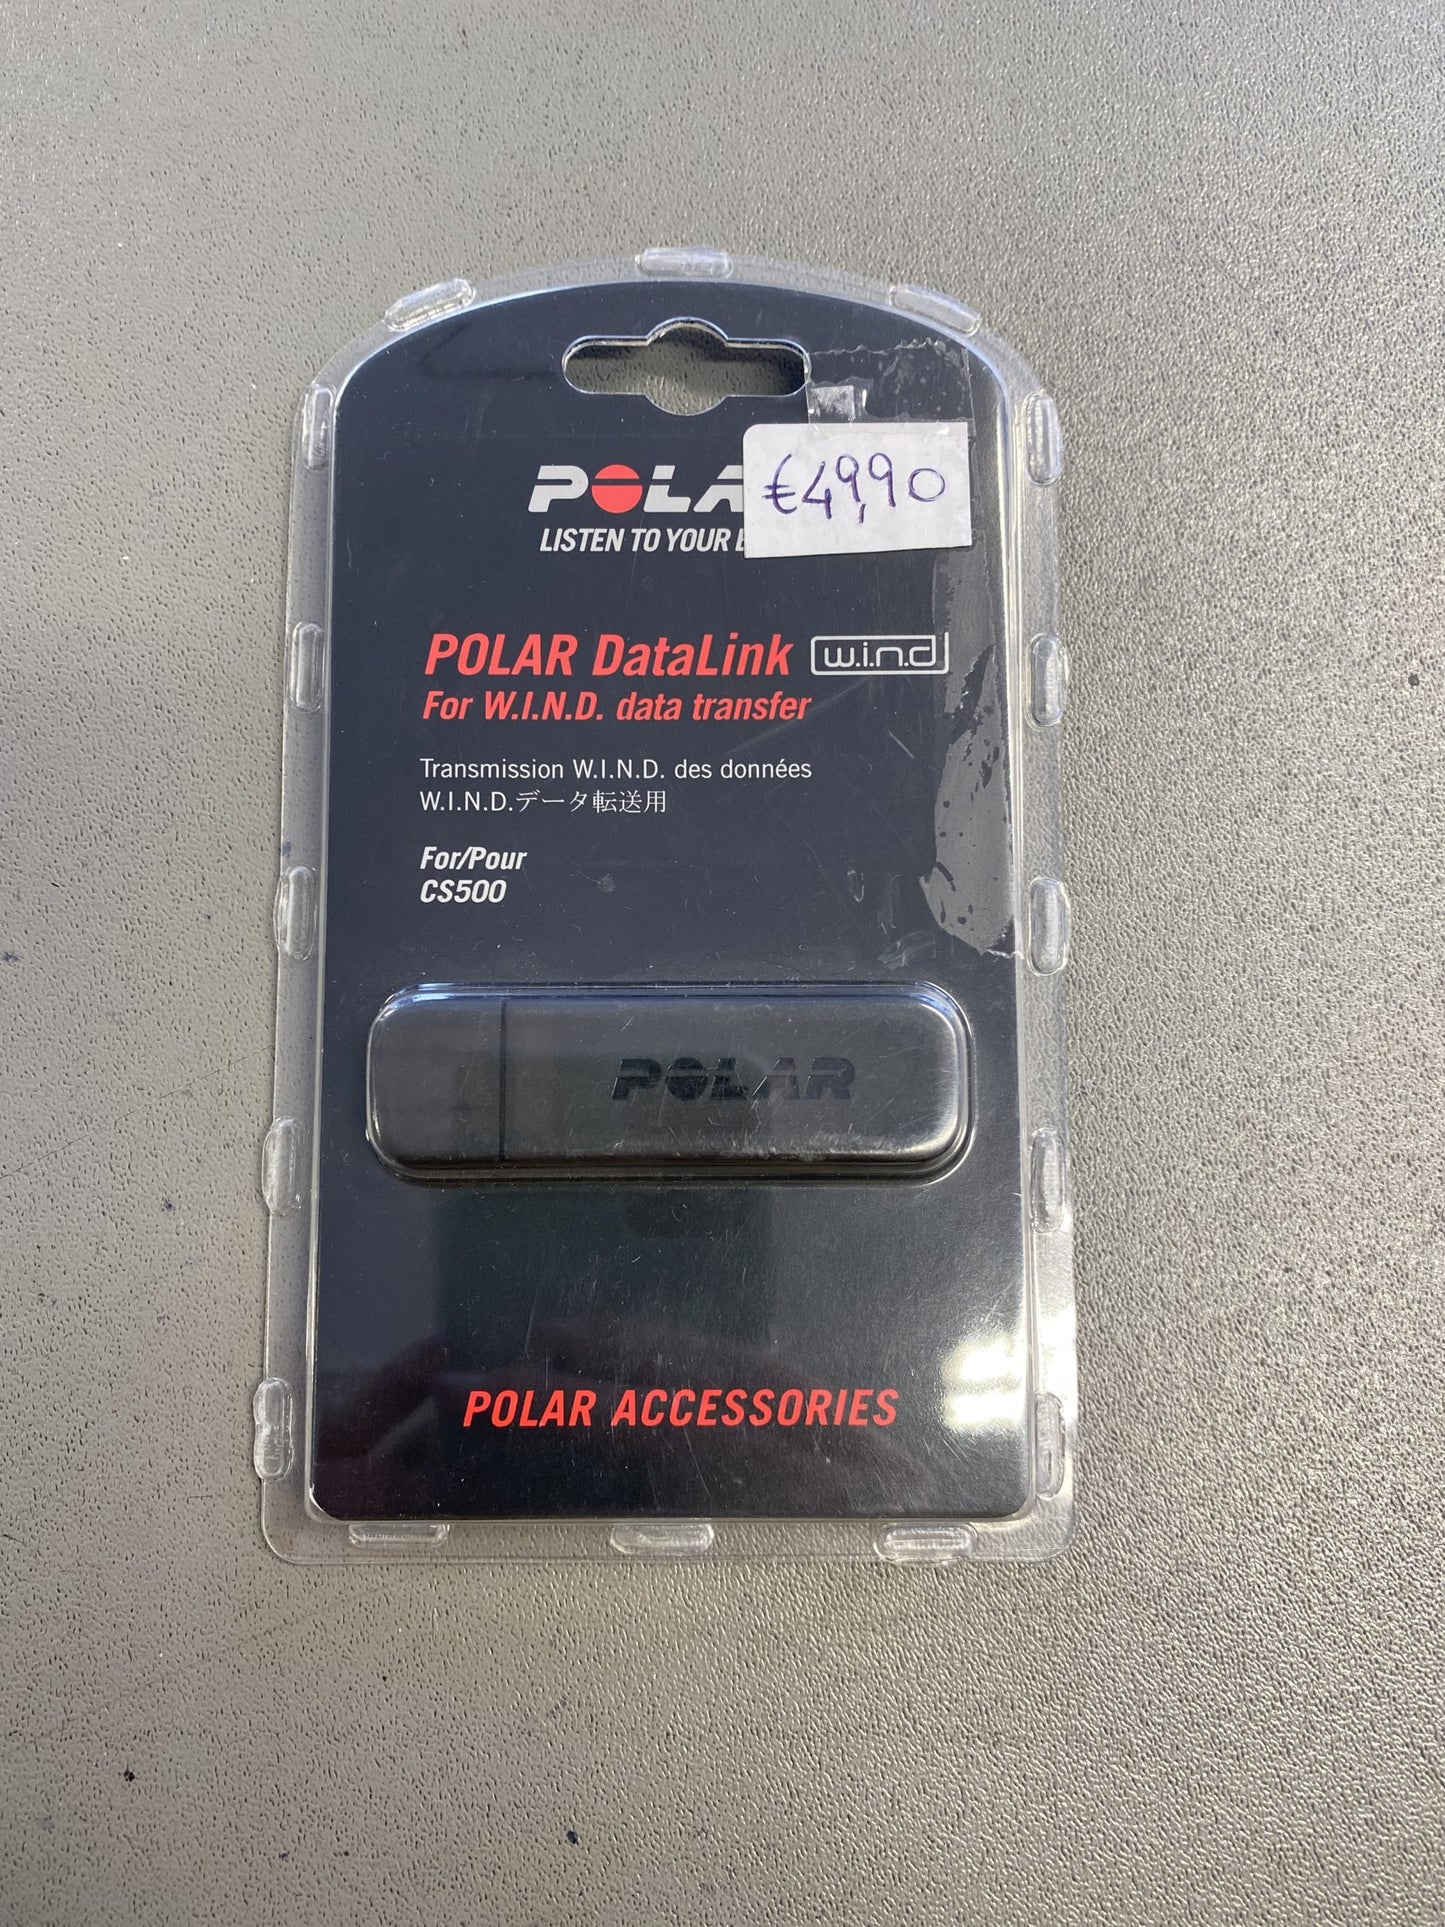 POLA
€49,90
LISTEN TO YOUR
POLAR DataLink w.i.n.d
For W.I.N.D. data transfer
Transmission W.I.N.D. des données
W.I.N.D.データ転送用
For/Pour
CS500
POLAR
POLAR ACCESSORIES